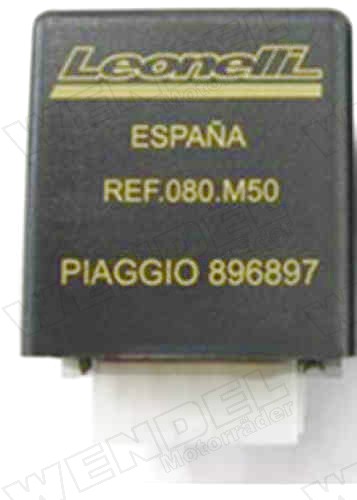 Leonelli
ESPAÑA
REF.080.M50
PIAGGIO 896897
WENDEL
Motorräder